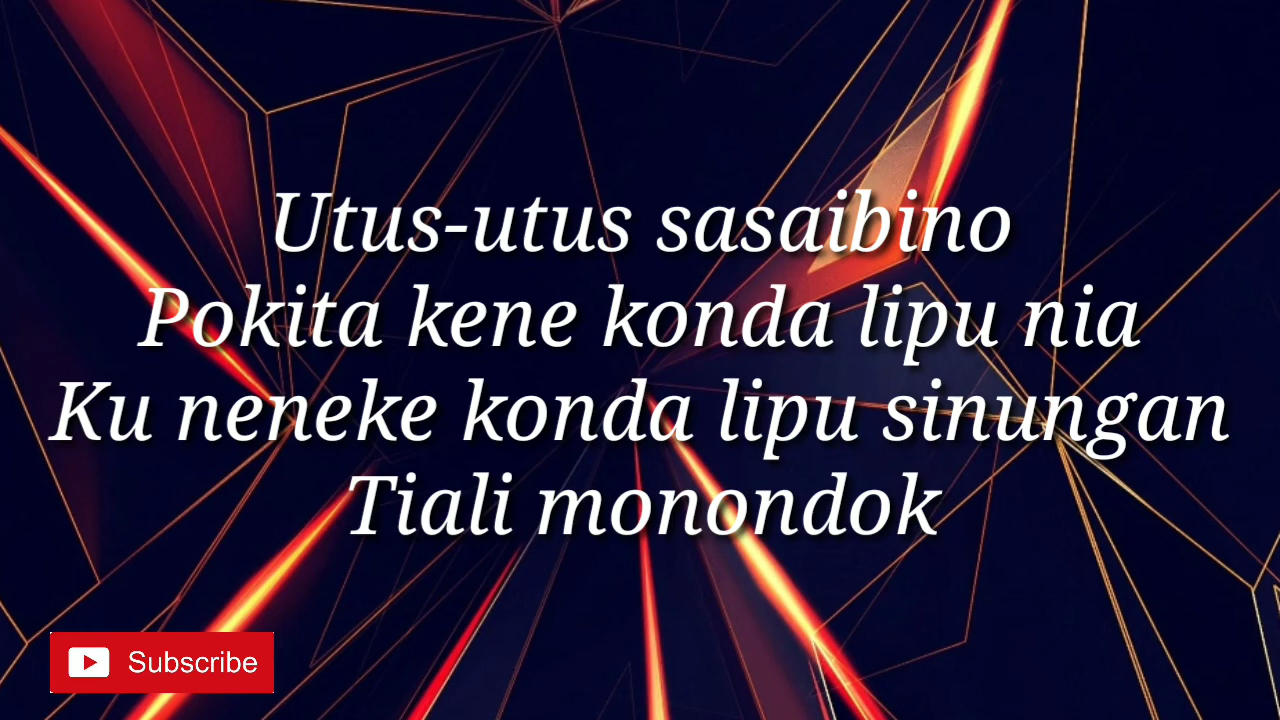 Utus-utus sasaibino
Pokita kene konda lipu nia
Ku neneke konda lipu sinungan
Tiali monondok
Subscribe